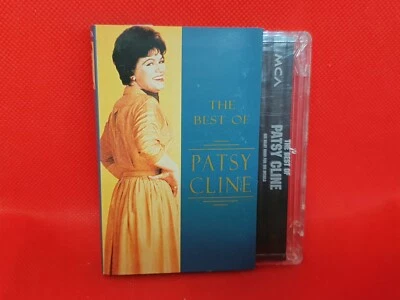 THE
BEST OF
PATSY
CLINE
MCA
THE BEST OF
PATSY CLINE